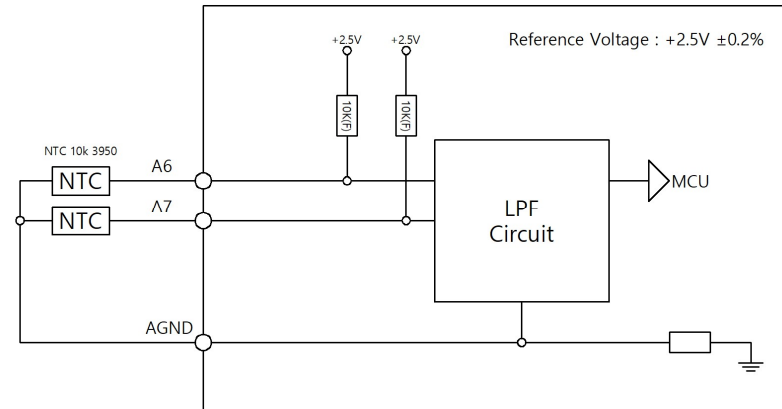 Reference Voltage : +2.5V ±0.2%
+2.5V
+2.5V
10K(F)
10K(F)
NTC 10k 3950
NTC
A6
NTC
A7
LPF
Circuit
MCU
AGND